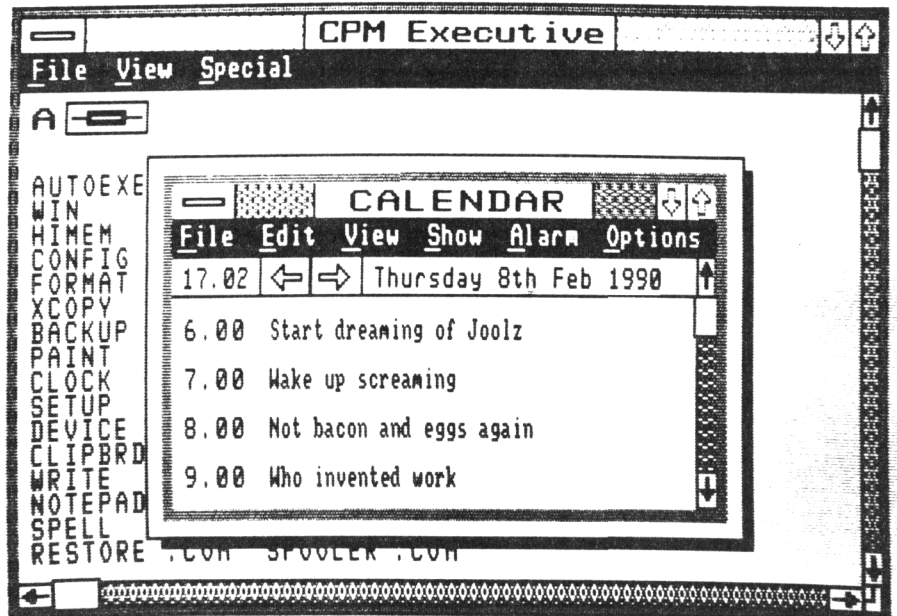 CPM Executive
File View Special
A
AUTOEXE
WIN
HIMEM
CONFIG
FORMAT
XCOPY
BACKUP
PAINT
CLOCK
SETUP
DEVICE
CLIPBRD
WRITE
NOTEPAD
SPELL
RESTORE .COM SPOOLER .COM
CALENDAR
File Edit View Show Alarm Options
17.02 Thursday 8th Feb 1990
6.00 Start dreaming of Joolz
7.00 Wake up screaming
8.00 Not bacon and eggs again
9.00 Who invented work